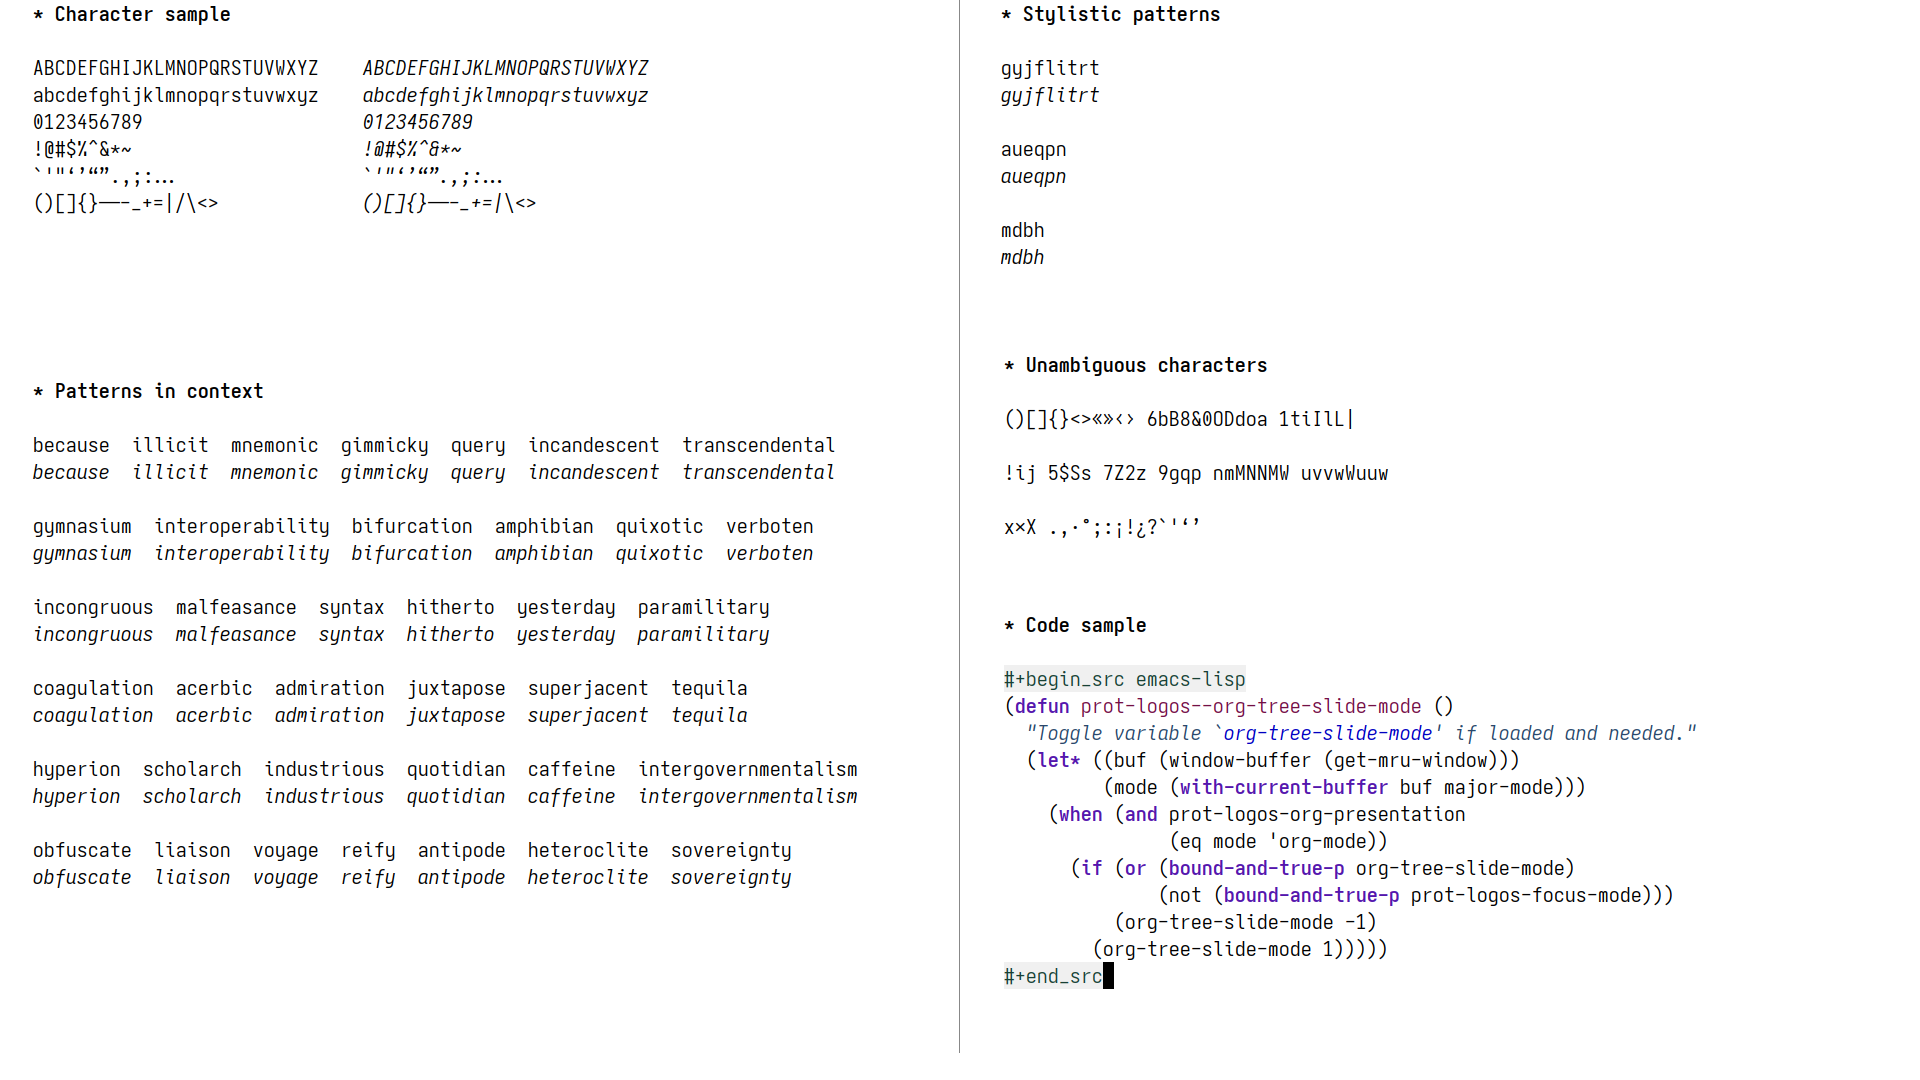 * Character sample
ABCDEFGHIJKLMNOPQRSTUVWXYZ    ABCDEFGHIJKLMNOPQRSTUVWXYZ
abcdefghijklmnopqrstuvwxyz    abcdefghijklmnopqrstuvwxyz
0123456789                    0123456789
!@#$%^&*~                     !@#$%^&*~
`'"‘’“”.,;:…                  `'"‘’“”.,;:…
()[]{}—–-_+=|/\<>             ()[]{}—–-_+=/\<>
* Patterns in context
because  illicit  mnemonic  gimmicky  query  incandescent  transcendental
because  illicit  mnemonic  gimmicky  query  incandescent  transcendental
gymnasium  interoperability  bifurcation  amphibian  quixotic  verboten
gymnasium  interoperability  bifurcation  amphibian  quixotic  verboten
incongruous  malfeasance  syntax  hitherto  yesterday  paramilitary
incongruous  malfeasance  syntax  hitherto  yesterday  paramilitary
coagulation  acerbic  admiration  juxtapose  superjacent  tequila
coagulation  acerbic  admiration  juxtapose  superjacent  tequila
hyperion  scholarch  industrious  quotidian  caffeine  intergovernmentalism
hyperion  scholarch  industrious  quotidian  caffeine  intergovernmentalism
obfuscate  liaison  voyage  reify  antipode  heteroclite  sovereignty
obfuscate  liaison  voyage  reify  antipode  heteroclite  sovereignty
* Stylistic patterns
gyjflitrt
gyjflitrt
aueqpn
aueqpn
mdbh
mdbh
* Unambiguous characters
()[]{}<>«»‹› 6bB8&0ODdoa 1tiIlL|
!ij 5$Ss 7Z2z 9gqp nmMNNMW uvvwWuuw
x×X .,·°;:¡!¿?`'‘’
* Code sample
#+begin_src emacs-lisp
(defun prot-logos--org-tree-slide-mode ()
  "Toggle variable `org-tree-slide-mode' if loaded and needed."
  (let* ((buf (window-buffer (get-mru-window)))
         (mode (with-current-buffer buf major-mode)))
    (when (and prot-logos-org-presentation
               (eq mode 'org-mode))
      (if (or (bound-and-true-p org-tree-slide-mode)
              (not (bound-and-true-p prot-logos-focus-mode)))
          (org-tree-slide-mode -1)
        (org-tree-slide-mode 1)))))
#+end_src